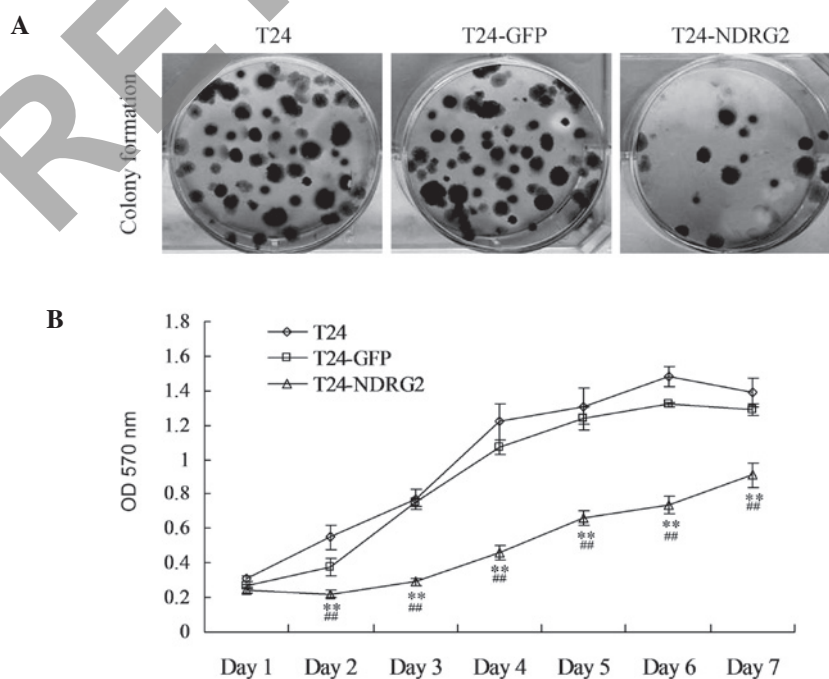 RET
A
T24
T24-GFP
T24-NDRG2
Colony formation
B
OD 570 nm
1.8
1.6
1.4
1.2
1
0.8
0.6
0.4
0.2
0
T24
T24-GFP
T24-NDRG2
**
##
**
##
**
##
**
##
**
##
**
##
Day 1
Day 2
Day 3
Day 4
Day 5
Day 6
Day 7